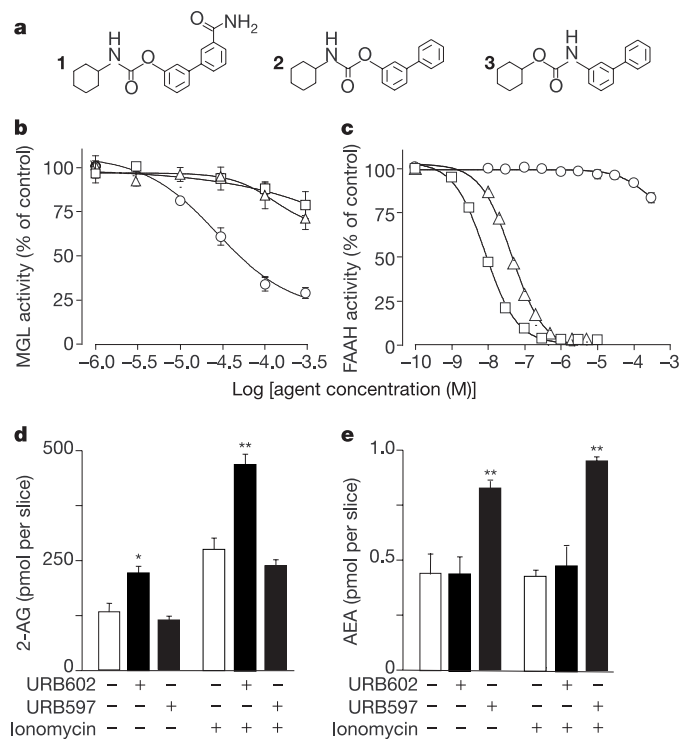 a
1
N
H
O
O
O
NH₂
2
N
H
O
O
3
O
H
N
O
b
c
MGL activity (% of control)
100
75
50
25
0
−6.0 −5.5 −5.0 −4.5 −4.0 −3.5
FAAH activity (% of control)
100
75
50
25
0
−10 −9 −8 −7 −6 −5 −4 −3
Log [agent concentration (M)]
d
2-AG (pmol per slice)
500
250
0
* **
e
AEA (pmol per slice)
1.0
0.5
0
** **
URB602 − + − − + − − + − − + −
URB597 − − + − − + − − + − − +
Ionomycin − − − + + + − − − + + +